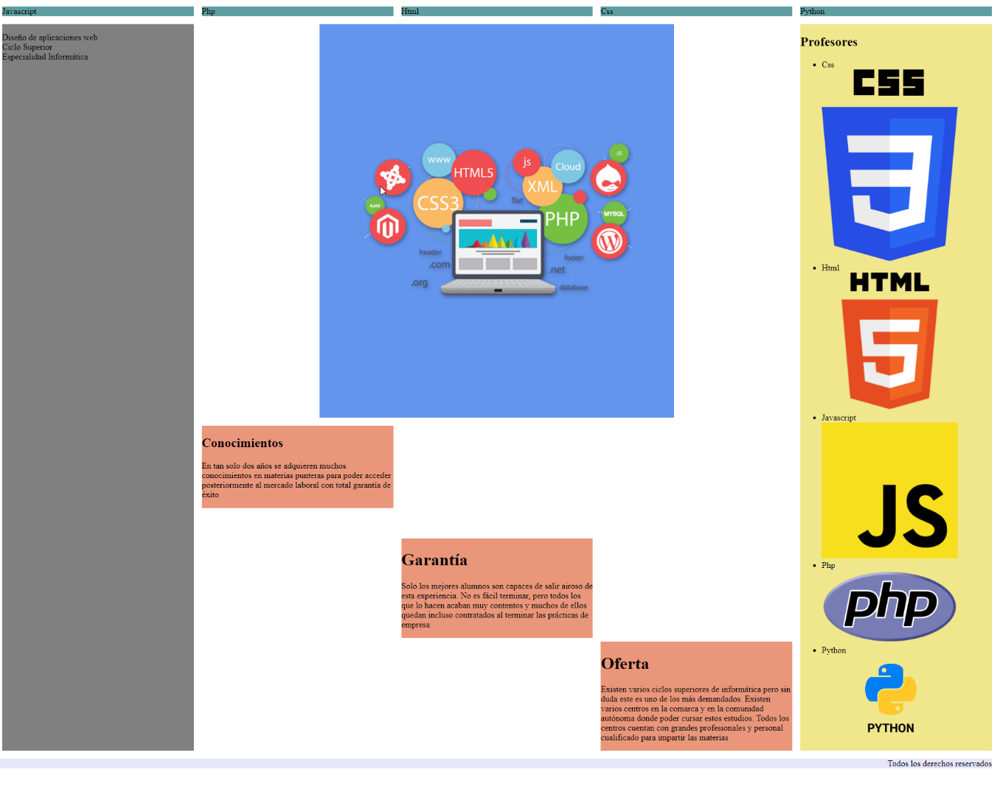 Javascript
Php
Html
Css
Python
Diseño de aplicaciones web
Ciclo Superior
Especialidad Informática
www
HTML5
js
Cloud
JS
XML
CSS3
flat
AJAX
PHP
MYSQL
header
.com
.org
footer
.net
database
Conocimientos
En tan solo dos años se adquieren muchos
conocimientos en materias punteras para poder acceder
posteriormente al mercado laboral con total garantía de
éxito
Garantía
Solo los mejores alumnos son capaces de salir airoso de
esta experiencia. No es fácil terminar, pero todos los
que lo hacen acaban muy contentos y muchos de ellos
quedan incluso contratados al terminar las prácticas de
empresa
Oferta
Existen varios ciclos superiores de informática pero sin
duda este es uno de los más demandados. Existen
varios centros en la comarca y en la comunidad
autónoma donde poder cursar estos estudios. Todos los
centros cuentan con grandes profesionales y personal
cualificado para impartir las materias
Profesores
Css
CSS
3
Html
HTML
5
Javascript
JS
Php
php
Python
PYTHON
Todos los derechos reservados